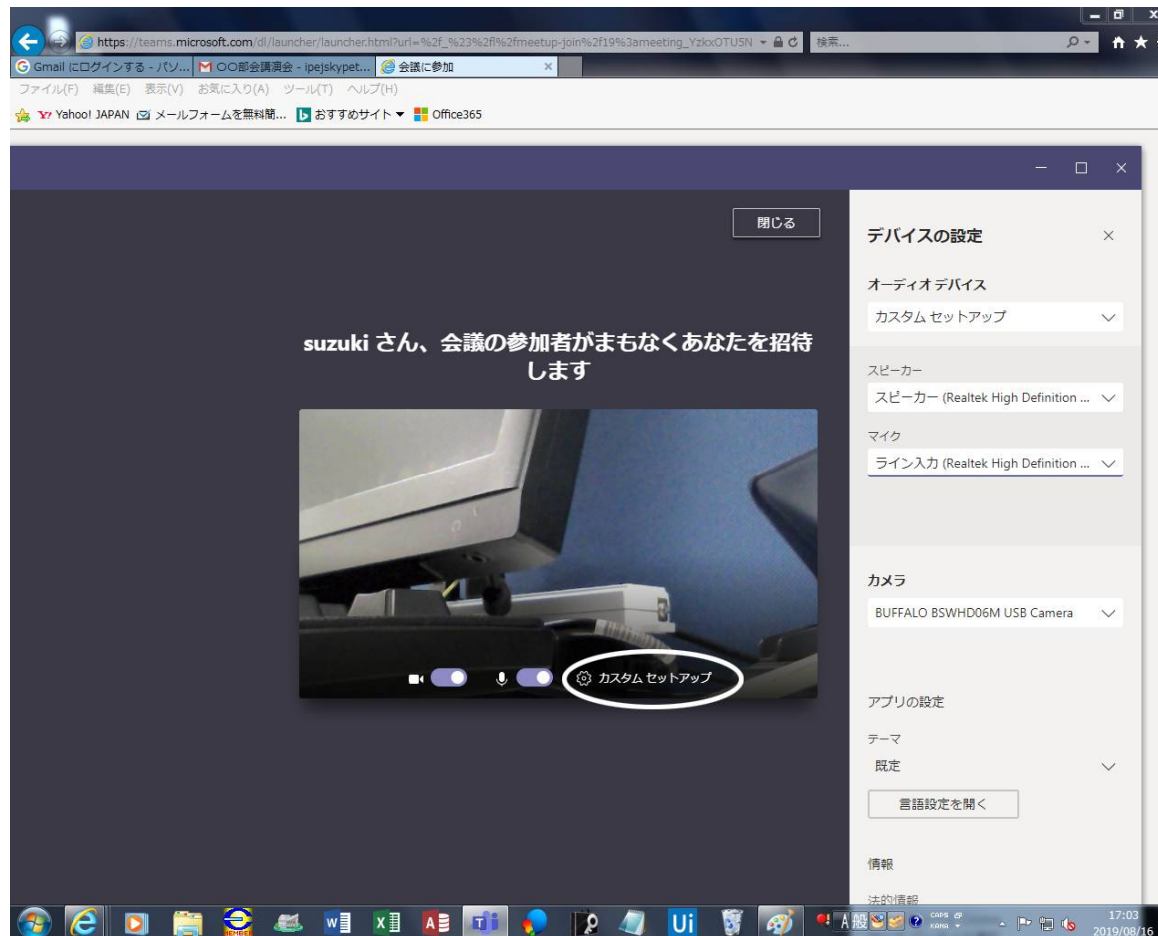 https://teams.microsoft.com/dl/launcher/launcher.html?url=%2f_%23%2fl%2fmeetup-join%2f19%3ameeting_YzkxOTU5N
検索...
Gmail にログインする - パソ...
〇〇部会講演会 - ipejskypet...
会議に参加
ファイル(F) 編集(E) 表示(V) お気に入り(A) ツール(T) ヘルプ(H)
Yahoo! JAPAN メールフォームを無料簡... おすすめサイト Office365
閉じる
suzuki さん、会議の参加者がまもなくあなたを招待
します
カスタム セットアップ
デバイスの設定
オーディオ デバイス
カスタム セットアップ
スピーカー
スピーカー (Realtek High Definition ...
マイク
ライン入力 (Realtek High Definition ...
カメラ
BUFFALO BSWHD06M USB Camera
アプリの設定
テーマ
既定
言語設定を開く
情報
法的情報
A 般
CAPS
KANA
17:03
2019/08/16